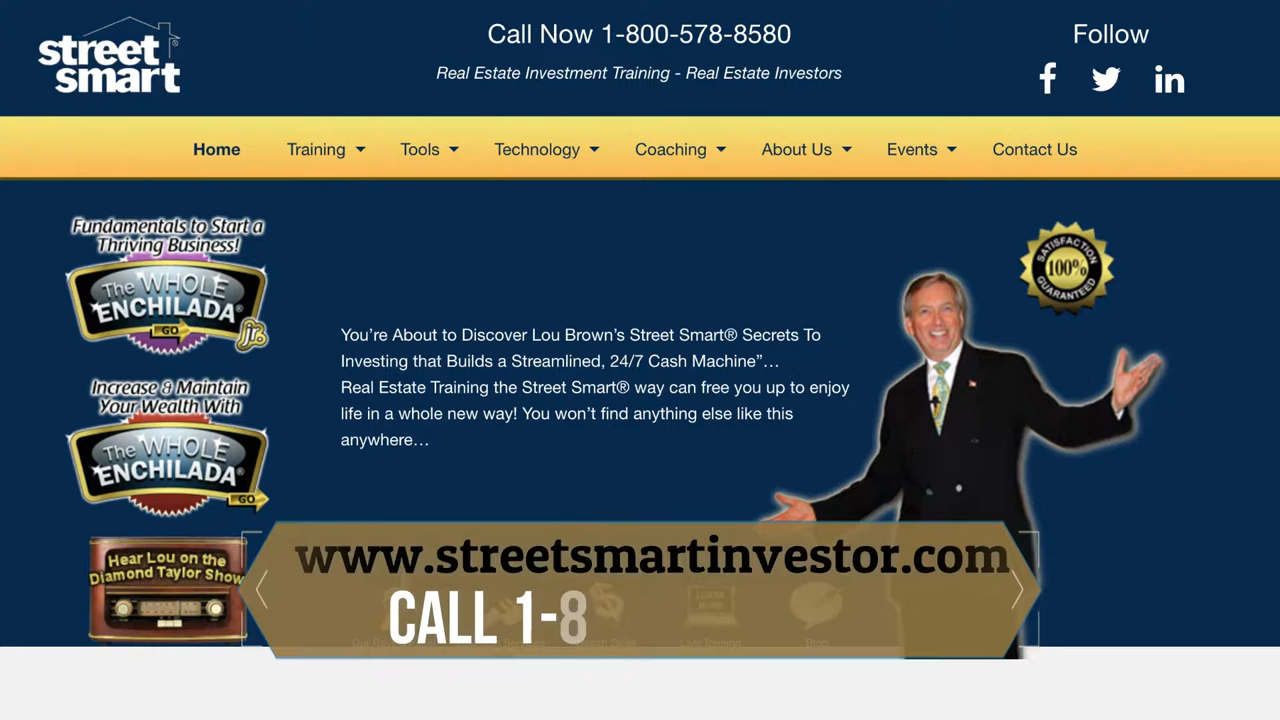 street
smart
Call Now 1-800-578-8580
Real Estate Investment Training - Real Estate Investors
Follow
Home Training Tools Technology Coaching About Us Events Contact Us
Fundamentals to Start a
Thriving Business!
The WHOLE
ENCHILADA®
GO
jr.
SATISFACTION
100%
GUARANTEED
You're About to Discover Lou Brown's Street Smart® Secrets To
Investing that Builds a Streamlined, 24/7 Cash Machine"…
Real Estate Training the Street Smart® way can free you up to enjoy
life in a whole new way! You won't find anything else like this
anywhere…
Increase & Maintain
Your Wealth With
The WHOLE
ENCHILADA®
GO
Hear Lou on the
Diamond Taylor Show
www.streetsmartinvestor.com
CALL 1-8
Live Training
Blog